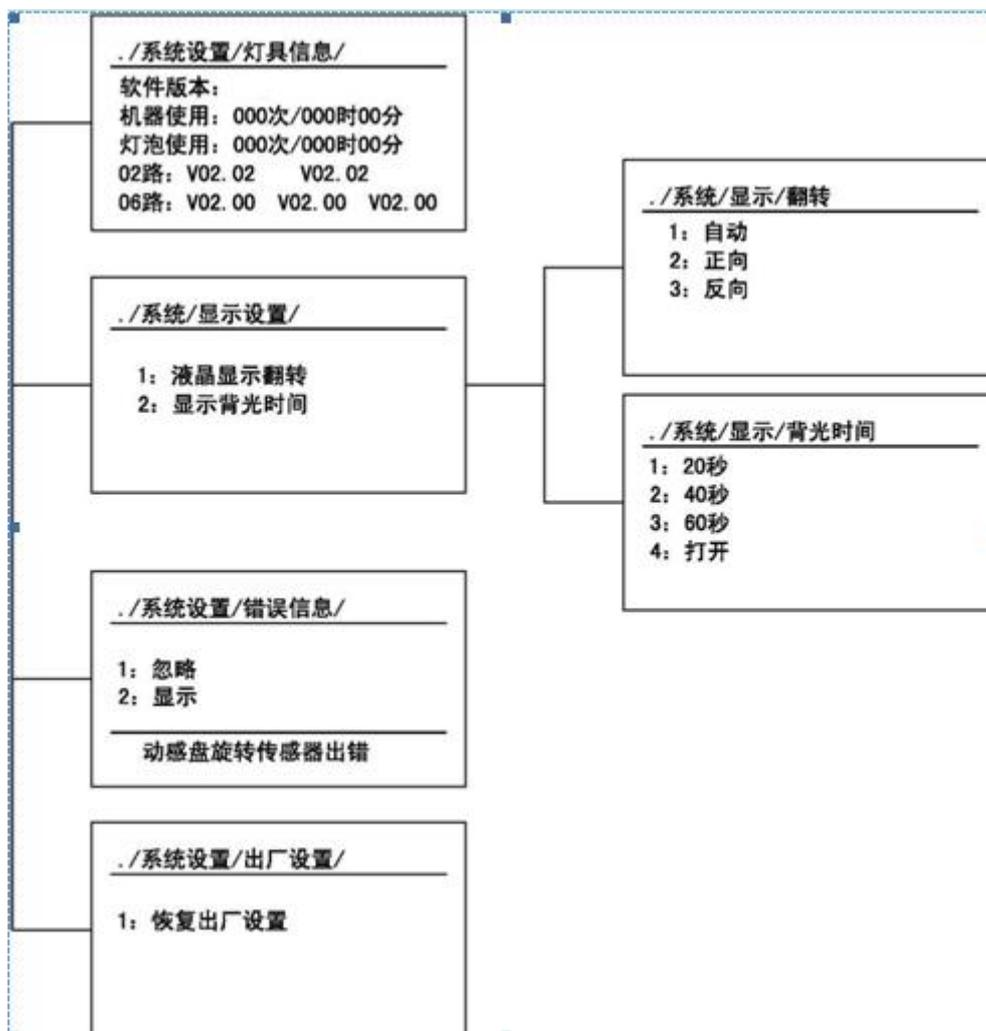 ./系统设置/灯具信息/
软件版本：
机器使用：000次/000时00分
灯泡使用：000次/000时00分
02路：V02.02 V02.02
06路：V02.00 V02.00 V02.00
./系统/显示设置/
1：液晶显示翻转
2：显示背光时间
./系统/显示/翻转
1：自动
2：正向
3：反向
./系统/显示/背光时间
1：20秒
2：40秒
3：60秒
4：打开
./系统设置/错误信息/
1：忽略
2：显示
动感盘旋转传感器出错
./系统设置/出厂设置/
1：恢复出厂设置